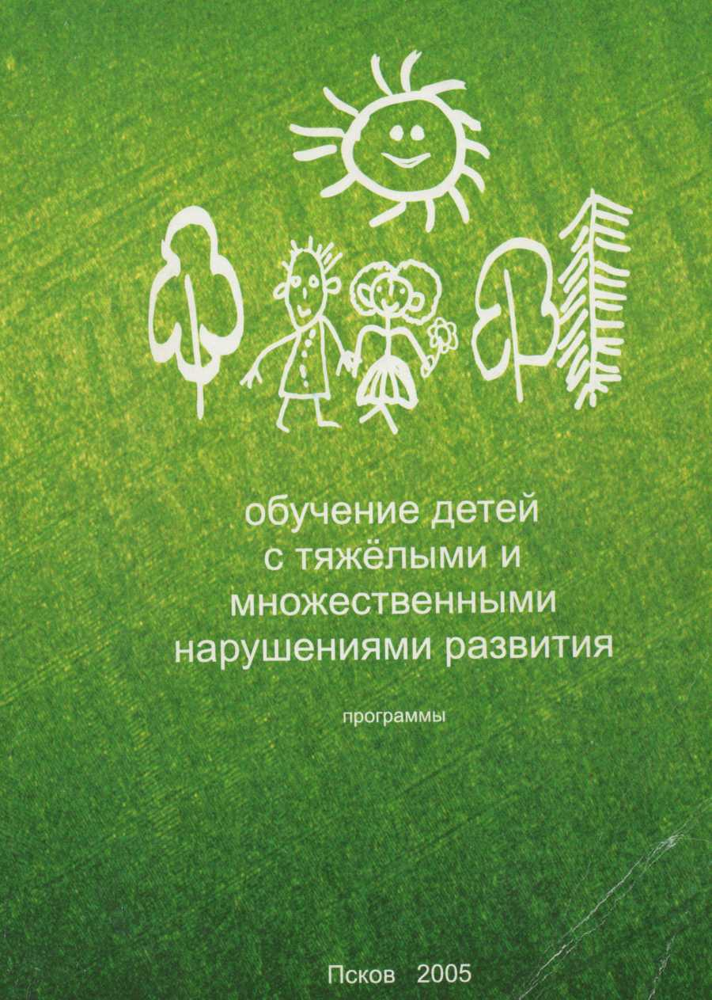 обучение детей
с тяжёлыми и
множественными
нарушениями развития
программы
Псков 2005